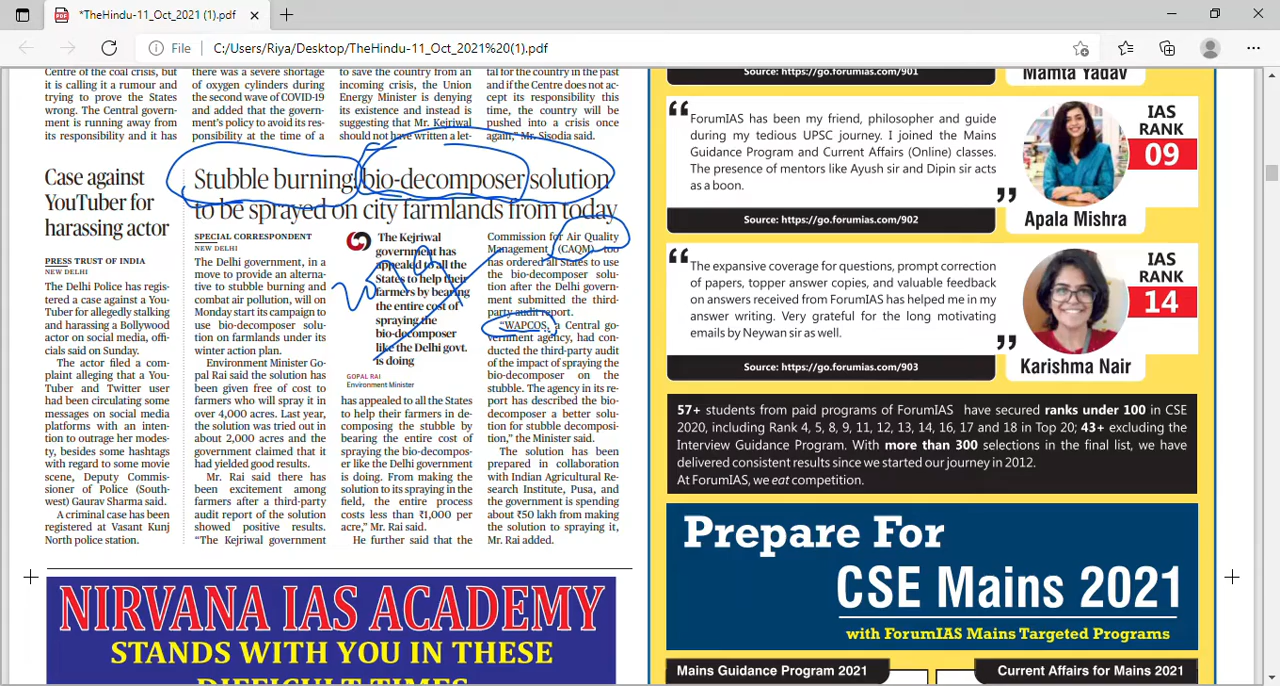 *TheHindu-11_Oct_2021 (1).pdf
File
C:/Users/Riya/Desktop/TheHindu-11_Oct_2021%20(1).pdf
Centre of the coal crisis, but
it is calling it a rumour and
trying to prove the States
wrong. The Central govern-
ment is running away from
its responsibility and it has
there was a severe shortage
of oxygen cylinders during
the second wave of COVID-19
and added that the govern-
ment's policy to avoid its res-
ponsibility at the time of a
to save the country from an
incoming crisis, the Union
Energy Minister is denying
its existence and instead is
suggesting that Mr. Kejriwal
should not have written a let-
tal for the country in the past
and if the Centre does not ac-
cept its responsibility this
time, the country will be
pushed into a crisis once
again," Mr. Sisodia said.
Case against
YouTuber for
harassing actor
PRESS TRUST OF INDIA
NEW DELHI
The Delhi Police has regis-
tered a case against a You-
Tuber for allegedly stalking
and harassing a Bollywood
actor on social media, offi-
cials said on Sunday.
The actor filed a com-
plaint alleging that a You-
Tuber and Twitter user
had been circulating some
messages on social media
platforms with an inten-
tion to outrage her modes-
ty, besides some hashtags
with regard to some movie
scene, Deputy Commis-
sioner of Police (South-
west) Gaurav Sharma said.
A criminal case has been
registered at Vasant Kunj
North police station.
Stubble burning: bio-decomposer solution
to be sprayed on city farmlands from today
SPECIAL CORRESPONDENT
NEW DELHI
The Delhi government, in a
move to provide an alterna-
tive to stubble burning and
combat air pollution, will on
Monday start its campaign to
use bio-decomposer solu-
tion on farmlands under its
winter action plan.
Environment Minister Go-
pal Rai said the solution has
been given free of cost to
farmers who will spray it in
over 4,000 acres. Last year,
the solution was tried out in
about 2,000 acres and the
government claimed that it
had yielded good results.
Mr. Rai said there has
been excitement among
farmers after a third-party
audit report of the solution
showed positive results.
"The Kejriwal government
The Kejriwal
government has
appealed to all the
States to help their
farmers by bearing
the entire cost of
spraying the
bio-decomposer
like the Delhi govt.
is doing
GOPAL RAI
Environment Minister
has appealed to all the States
to help their farmers in de-
composing the stubble by
bearing the entire cost of
spraying the bio-decompos-
er like the Delhi government
is doing. From making the
solution to its spraying in the
field, the entire process
costs less than ₹1,000 per
acre," Mr. Rai said.
He further said that the
Commission for Air Quality
Management (CAQM) too
has ordered all States to use
the bio-decomposer solu-
tion after the Delhi govern-
ment submitted the third-
party audit report.
"WAPCOS, a Central go-
vernment agency, had con-
ducted the third-party audit
of the impact of spraying the
bio-decomposer on the
stubble. The agency in its re-
port has described the bio-
decomposer a better solu-
tion for stubble decomposi-
tion," the Minister said.
The solution has been
prepared in collaboration
with Indian Agricultural Re-
search Institute, Pusa, and
the government is spending
about ₹50 lakh from making
the solution to spraying it,
Mr. Rai added.
NIRVANA IAS ACADEMY
STANDS WITH YOU IN THESE
DIFFICULT TIMES
Source: https://go.forumias.com/901
Mamta Yadav
ForumIAS has been my friend, philosopher and guide
during my tedious UPSC journey. I joined the Mains
Guidance Program and Current Affairs (Online) classes.
The presence of mentors like Ayush sir and Dipin sir acts
as a boon.
IAS
RANK
09
Source: https://go.forumias.com/902
Apala Mishra
The expansive coverage for questions, prompt correction
of papers, topper answer copies, and valuable feedback
on answers received from ForumIAS has helped me in my
answer writing. Very grateful for the long motivating
emails by Neywan sir as well.
IAS
RANK
14
Source: https://go.forumias.com/903
Karishma Nair
57+ students from paid programs of ForumIAS have secured ranks under 100 in CSE
2020, including Rank 4, 5, 8, 9, 11, 12, 13, 14, 16, 17 and 18 in Top 20; 43+ excluding the
Interview Guidance Program. With more than 300 selections in the final list, we have
delivered consistent results since we started our journey in 2012.
At ForumIAS, we eat competition.
Prepare For
CSE Mains 2021
with ForumIAS Mains Targeted Programs
Mains Guidance Program 2021
Current Affairs for Mains 2021